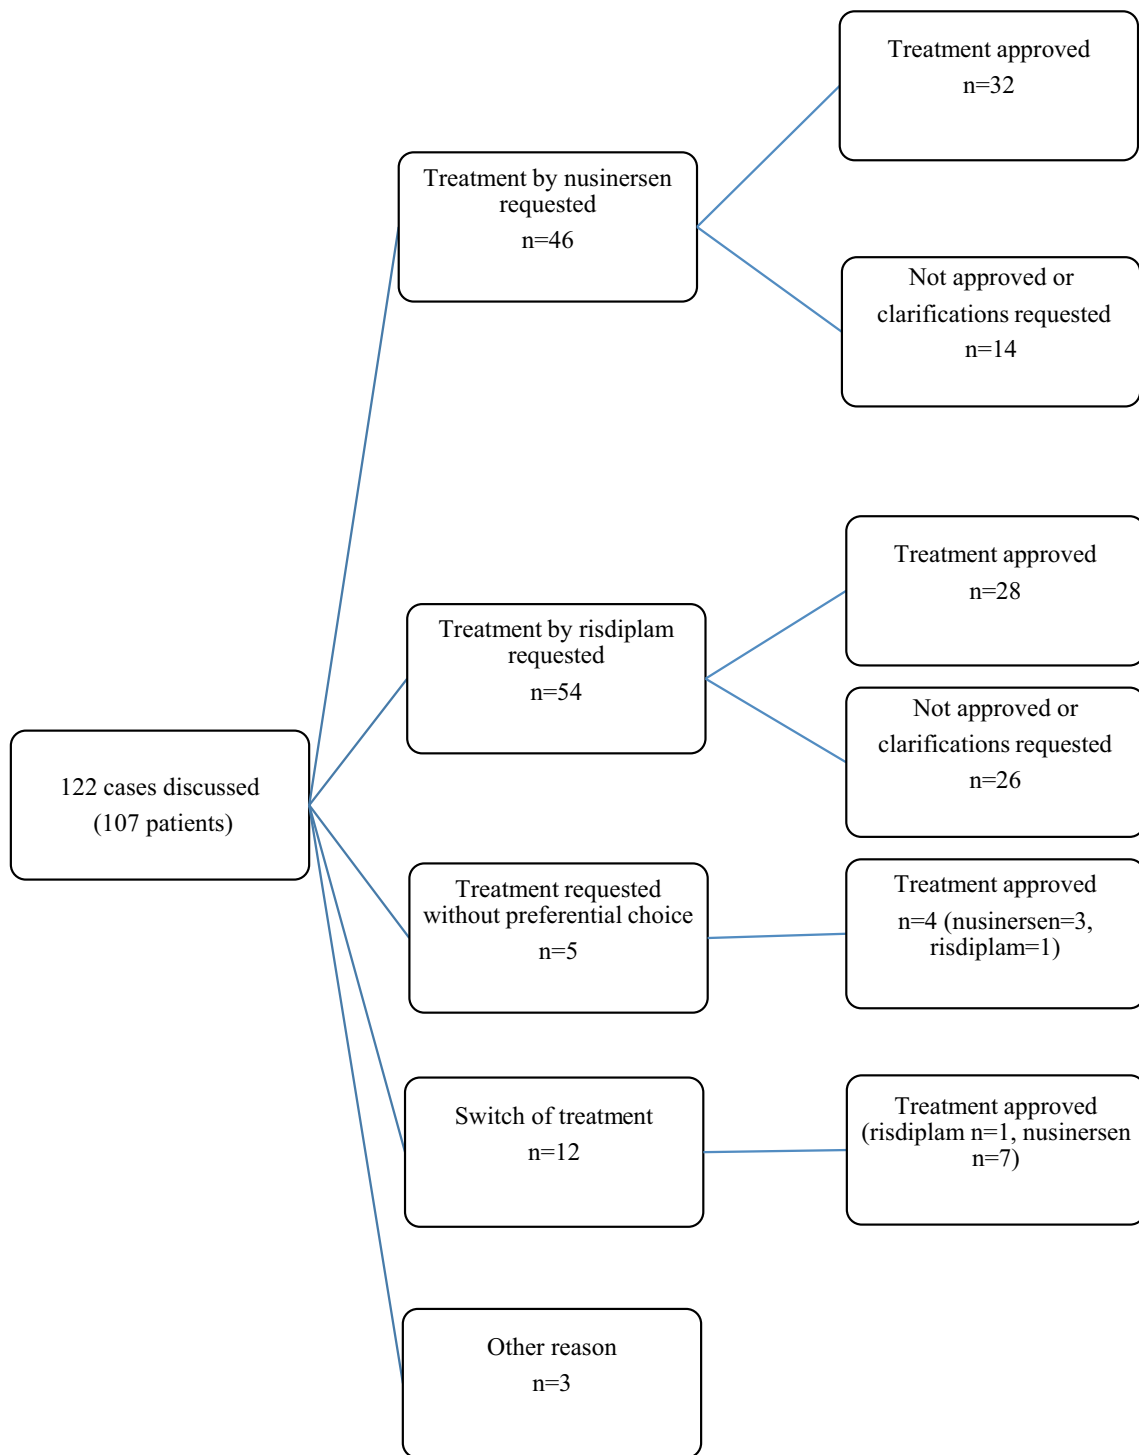 122 cases discussed
(107 patients)
Treatment by nusinersen
requested
n=46
Treatment approved
n=32
Not approved or
clarifications requested
n=14
Treatment by risdiplam
requested
n=54
Treatment approved
n=28
Not approved or
clarifications requested
n=26
Treatment requested
without preferential choice
n=5
Treatment approved
n=4 (nusinersen=3,
risdiplam=1)
Switch of treatment
n=12
Treatment approved
(risdiplam n=1, nusinersen
n=7)
Other reason
n=3